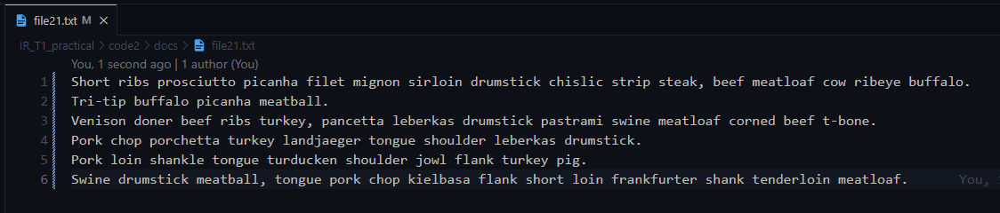 file21.txt M
IR_T1_practical > code2 > docs > file21.txt
You, 1 second ago | 1 author (You)
1 Short ribs prosciutto picanha filet mignon sirloin drumstick chislic strip steak, beef meatloaf cow ribeye buffalo.
2 Tri-tip buffalo picanha meatball.
3 Venison doner beef ribs turkey, pancetta leberkas drumstick pastrami swine meatloaf corned beef t-bone.
4 Pork chop porchetta turkey landjaeger tongue shoulder leberkas drumstick.
5 Pork loin shankle tongue turducken shoulder jowl flank turkey pig.
6 Swine drumstick meatball, tongue pork chop kielbasa flank short loin frankfurter shank tenderloin meatloaf. You,